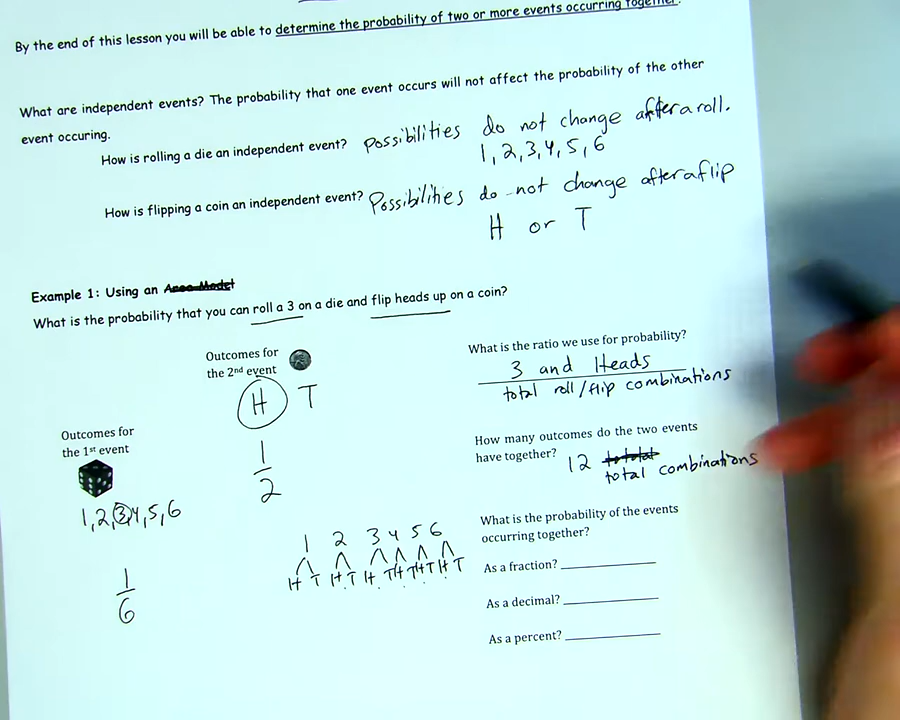 By the end of this lesson you will be able to determine the probability of two or more events occurring together.
What are independent events? The probability that one event occurs will not affect the probability of the other
event occuring.
How is rolling a die an independent event? Possibilities do not change after a roll.
1, 2, 3, 4, 5, 6
How is flipping a coin an independent event? Possibilities do not change after a flip
H or T
Example 1: Using an Area Model
What is the probability that you can roll a 3 on a die and flip heads up on a coin?
Outcomes for
the 2nd event
H T
1
2
Outcomes for
the 1st event
1, 2, 3, 4, 5, 6
1
6
1 2 3 4 5 6
H T H T H T H T H T H T
What is the ratio we use for probability?
3 and Heads
total roll/flip combinations
How many outcomes do the two events
have together? 12
total combinations
What is the probability of the events
occurring together?
As a fraction?
As a decimal?
As a percent?